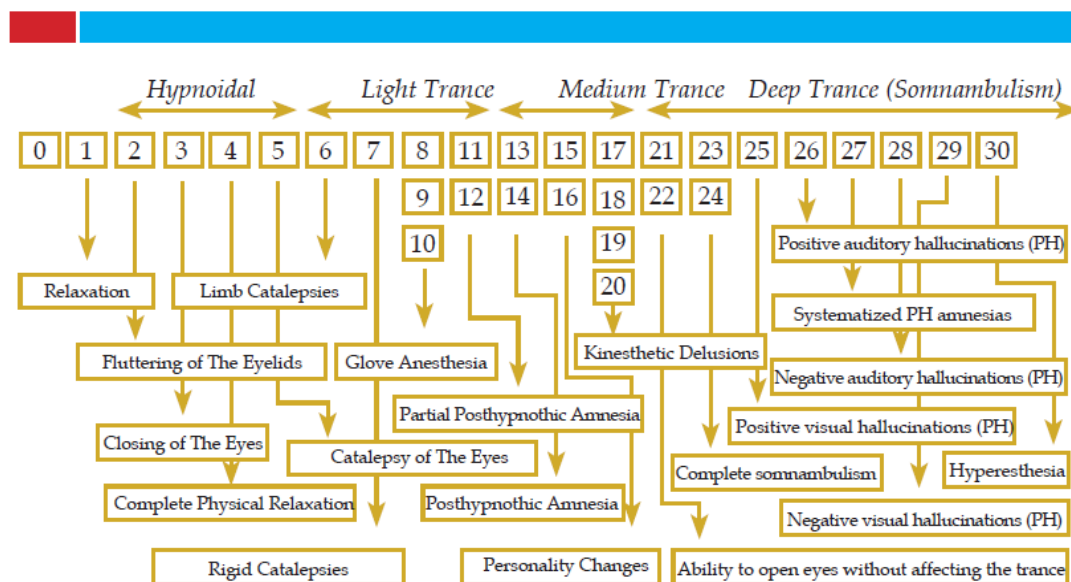 Hypnoidal Light Trance Medium Trance Deep Trance (Somnambulism)
0 1 2 3 4 5 6 7 8 11 13 15 17 21 23 25 26 27 28 29 30
9 12 14 16 18 22 24
10 19
20
Positive auditory hallucinations (PH)
Relaxation Limb Catalepsies
Systematized PH amnesias
Fluttering of The Eyelids Glove Anesthesia Kinesthetic Delusions
Negative auditory hallucinations (PH)
Partial Posthypnothic Amnesia
Positive visual hallucinations (PH)
Closing of The Eyes
Catalepsy of The Eyes
Complete somnambulism Hyperesthesia
Complete Physical Relaxation Posthypnothic Amnesia
Negative visual hallucinations (PH)
Rigid Catalepsies Personality Changes Ability to open eyes without affecting the trance